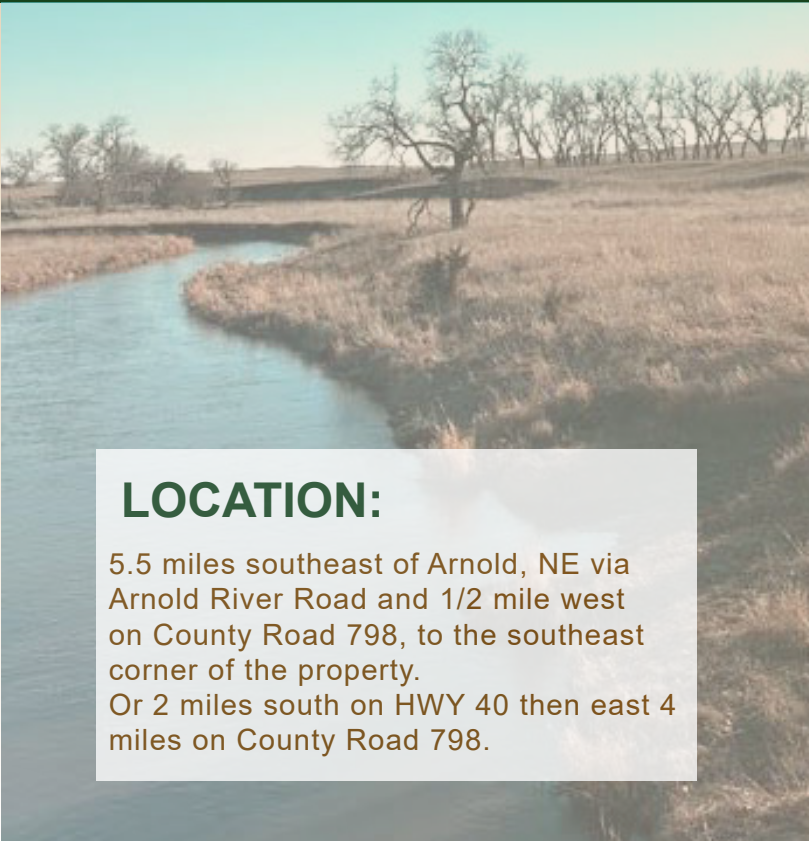 LOCATION:
5.5 miles southeast of Arnold, NE via
Arnold River Road and 1/2 mile west
on County Road 798, to the southeast
corner of the property.
Or 2 miles south on HWY 40 then east 4
miles on County Road 798.